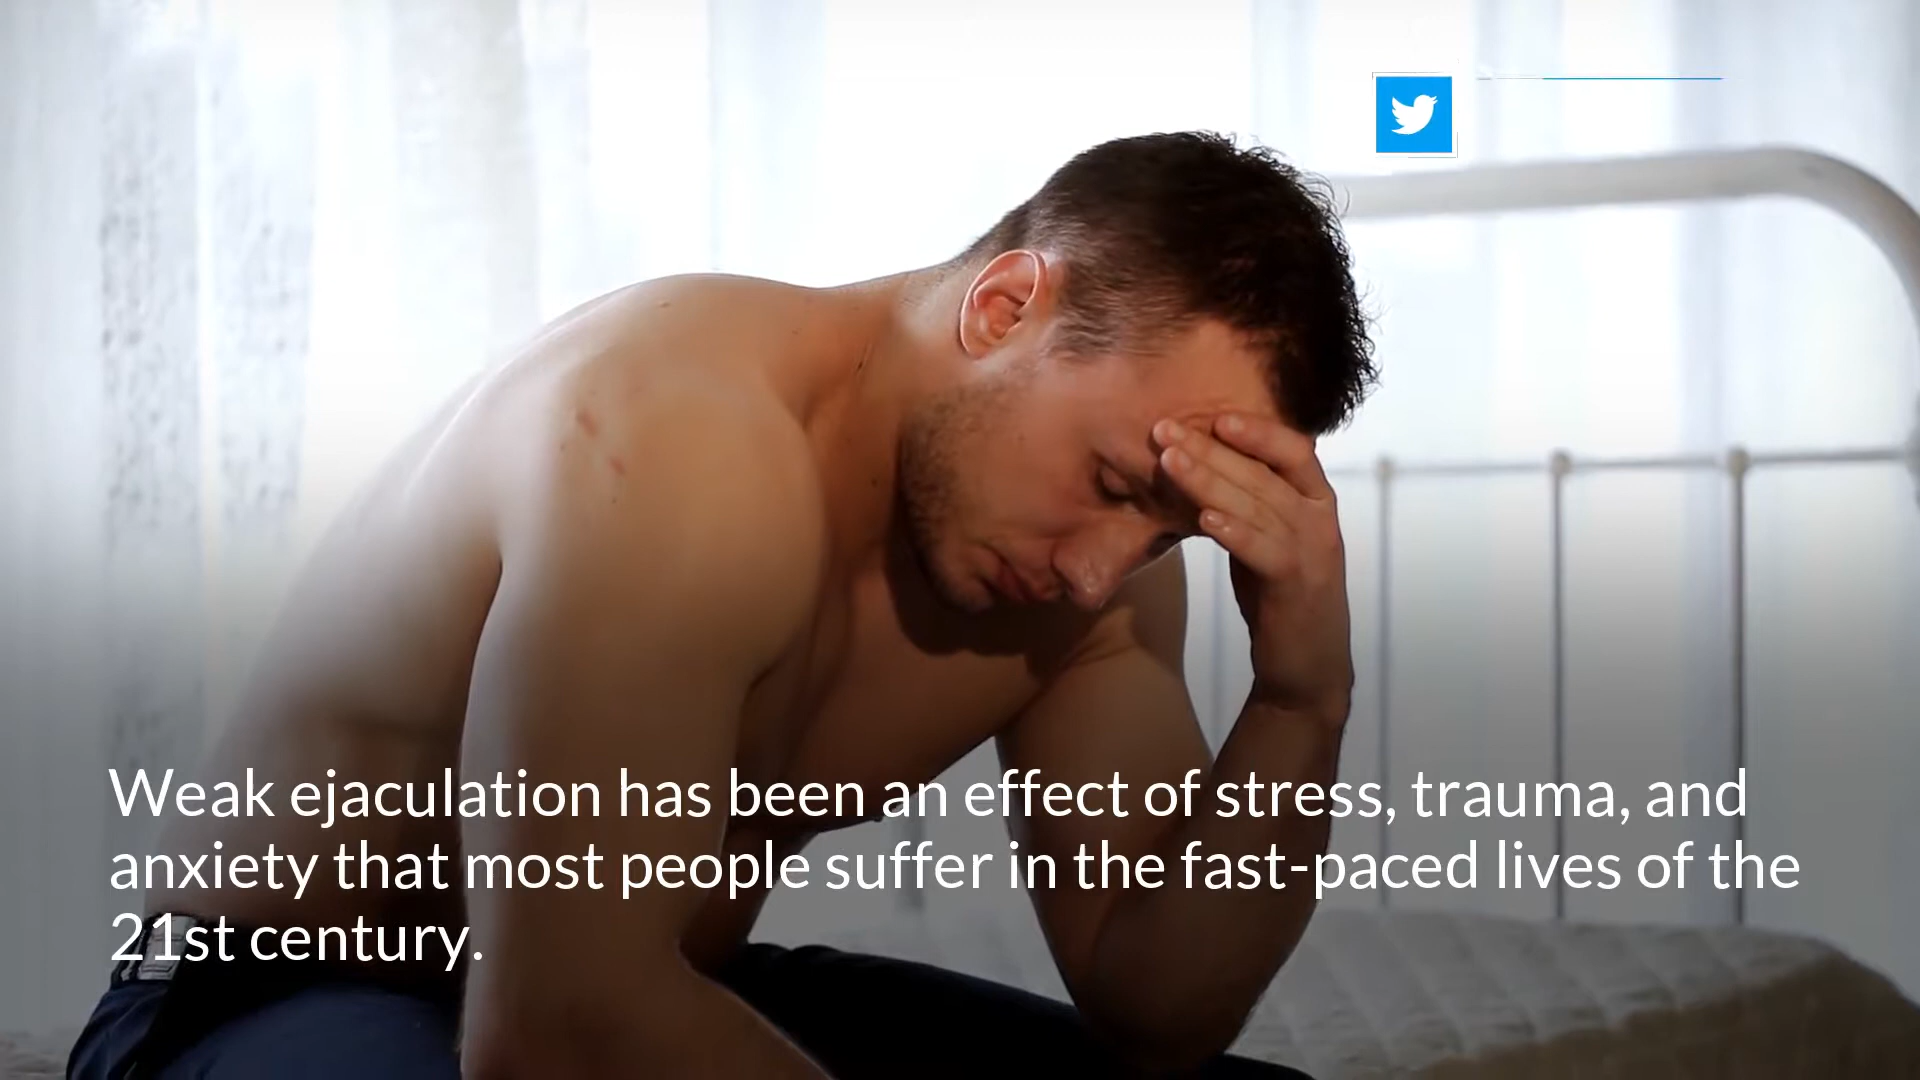 Weak ejaculation has been an effect of stress, trauma, and
anxiety that most people suffer in the fast-paced lives of the
21st century.